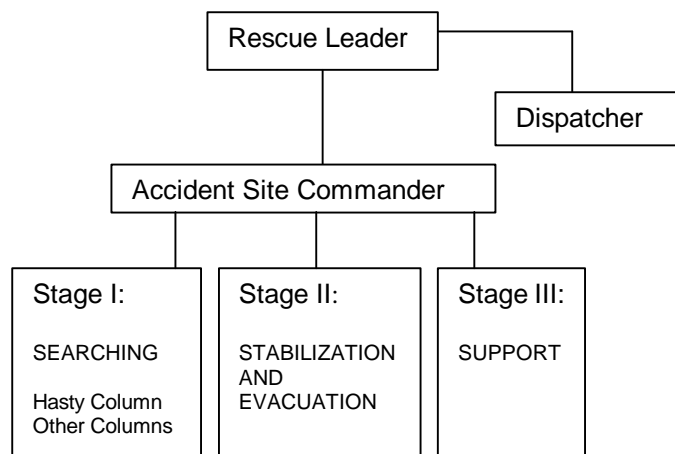 Rescue Leader
Dispatcher
Accident Site Commander
Stage I:
SEARCHING
Hasty Column
Other Columns
Stage II:
STABILIZATION
AND
EVACUATION
Stage III:
SUPPORT